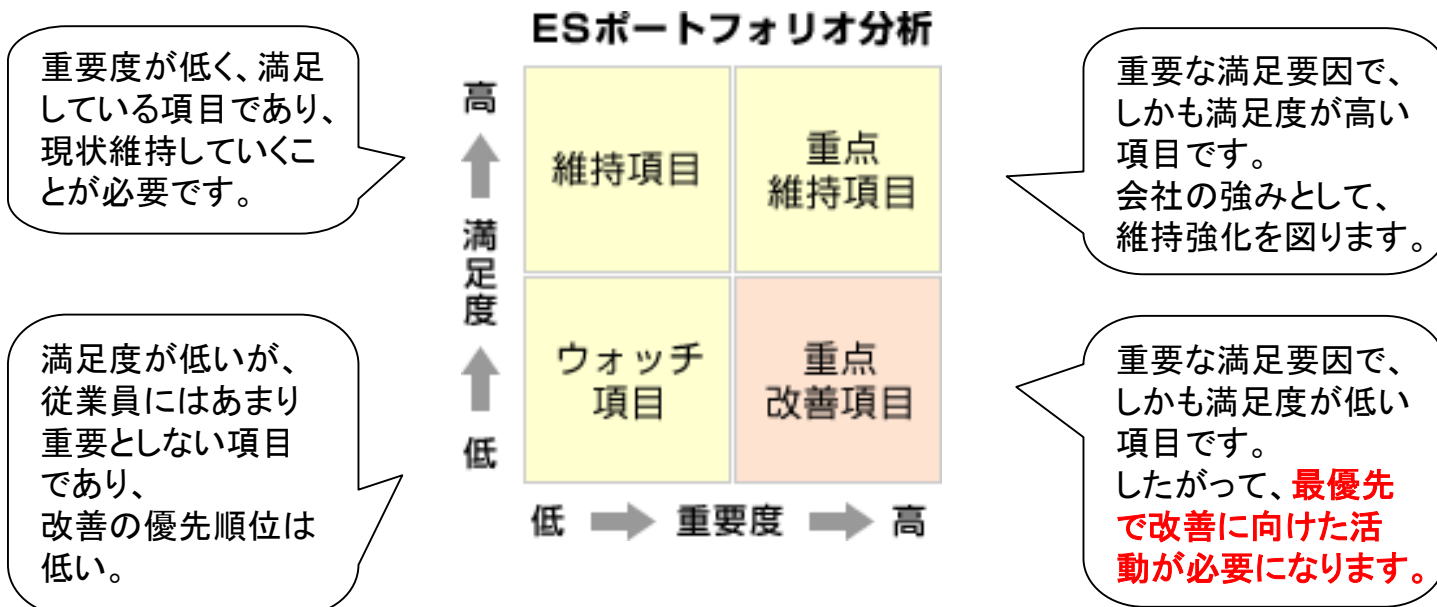 ESポートフォリオ分析
重要度が低く、満足
している項目であり、
現状維持していくこ
とが必要です。
高
満足度
低
維持項目
重点
維持項目
重要な満足要因で、
しかも満足度が高い
項目です。
会社の強みとして、
維持強化を図ります。
満足度が低いが、
従業員にはあまり
重要としない項目
であり、
改善の優先順位は
低い。
ウォッチ
項目
重点
改善項目
重要な満足要因で、
しかも満足度が低い
項目です。
したがって、最優先
で改善に向けた活
動が必要になります。
低 重要度 高